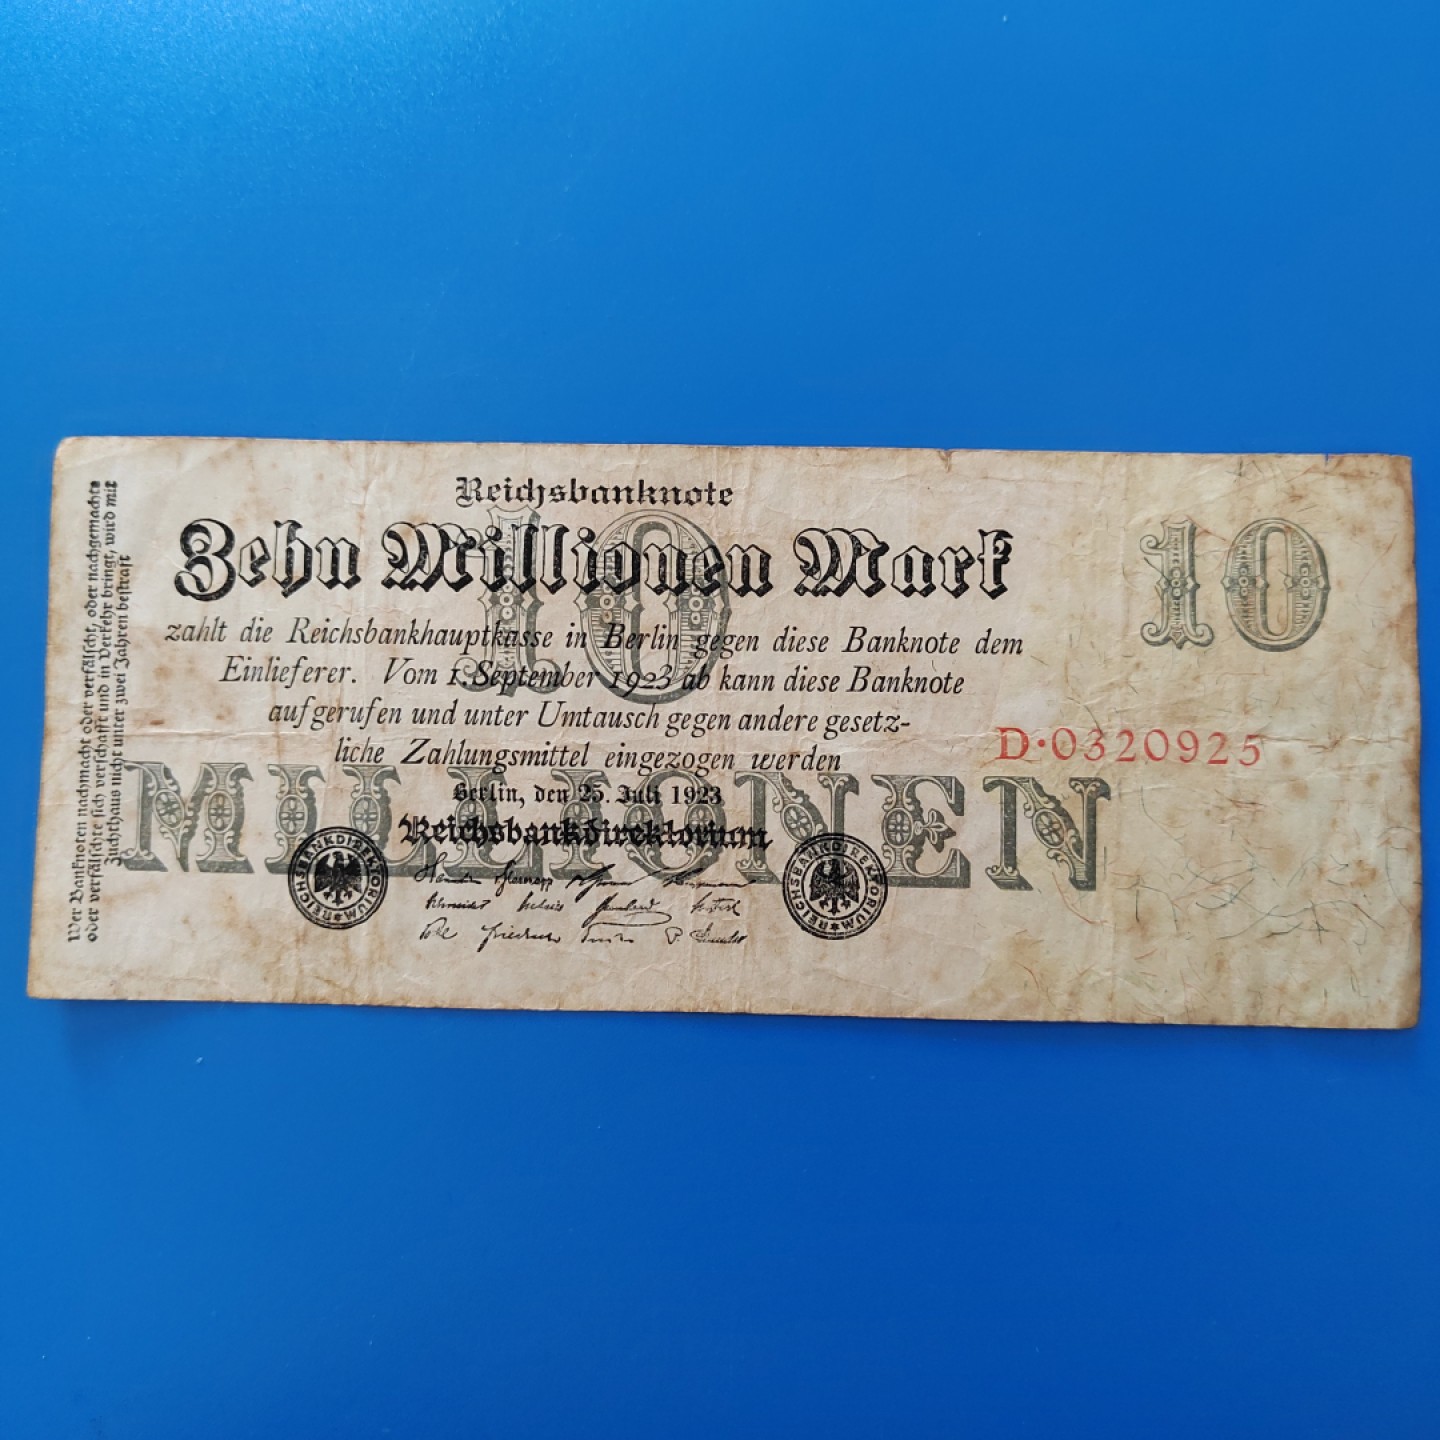 Reichsbanknote
Zehn Millionen Mark
10
10
zahlt die Reichsbankhauptkasse in Berlin gegen diese Banknote dem
Einlieferer. Vom 1. September 1923 ab kann diese Banknote
aufgerufen und unter Umtausch gegen andere gesetz-
liche Zahlungsmittel eingezogen werden
D·0320925
MILLIONEN
Berlin, den 25. Juli 1923
Reichsbankdirektorium
REICHSBANKDIREKTORIUM
REICHSBANKDIREKTORIUM
Wer Banknoten nachmacht oder verfälscht, oder nachgemachte
oder verfälschte sich verschafft und in Verkehr bringt, wird mit
Zuchthaus nicht unter zwei Jahren bestraft